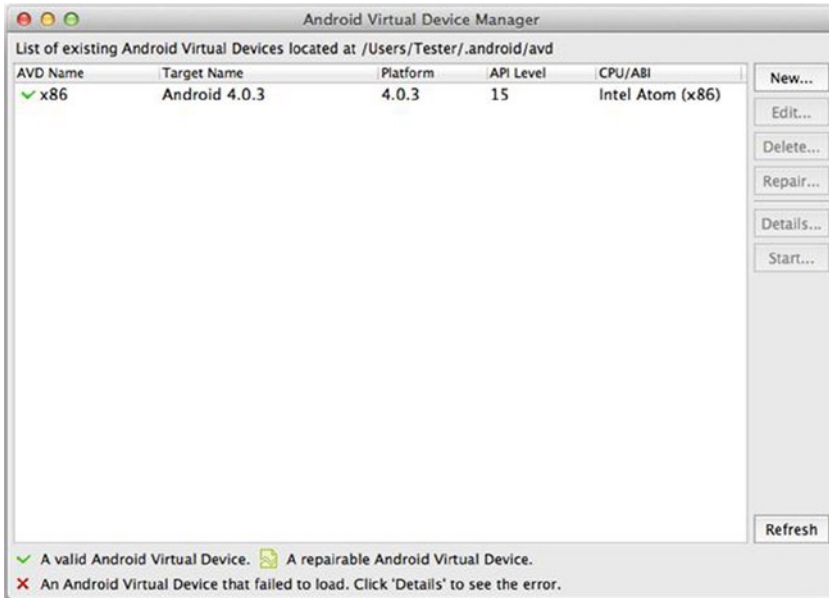 Android Virtual Device Manager
List of existing Android Virtual Devices located at /Users/Tester/.android/avd
AVD Name Target Name Platform API Level CPU/ABI
x86 Android 4.0.3 4.0.3 15 Intel Atom (x86)
New...
Edit...
Delete...
Repair...
Details...
Start...
Refresh
A valid Android Virtual Device. A repairable Android Virtual Device.
An Android Virtual Device that failed to load. Click 'Details' to see the error.